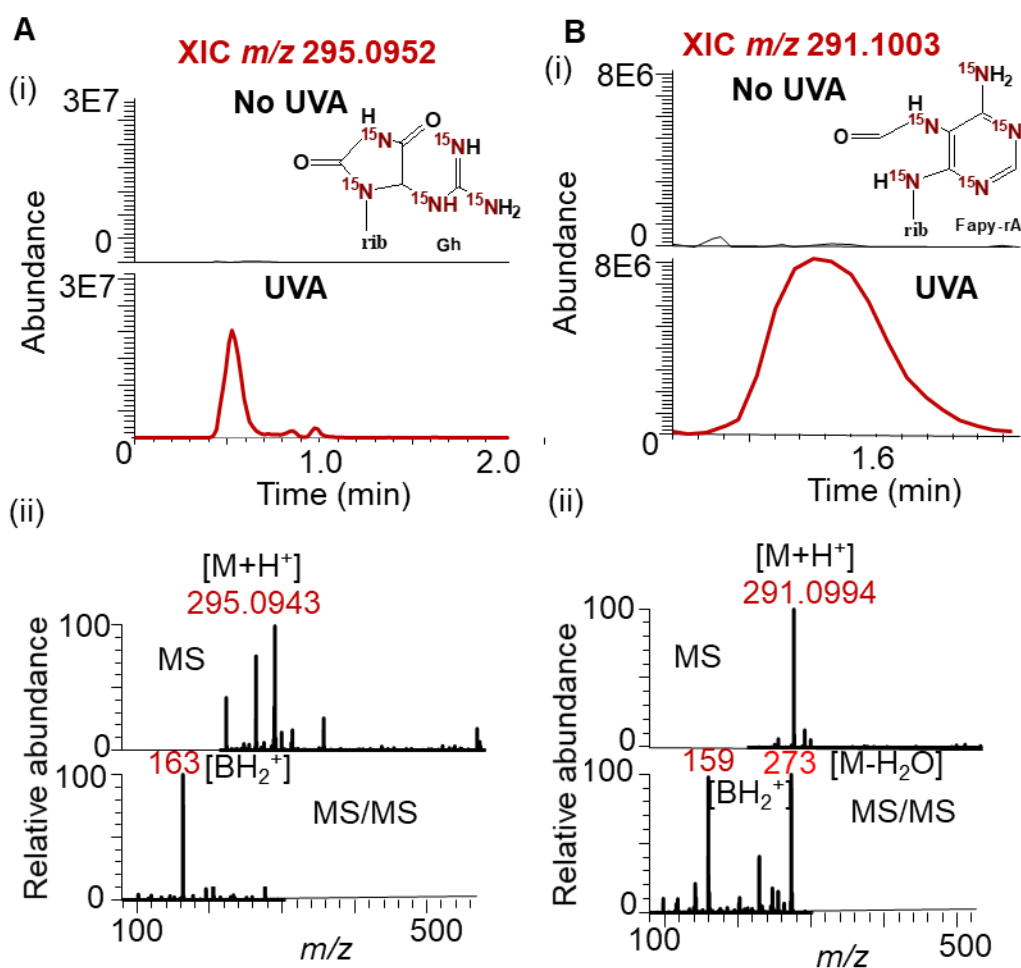 A
XIC m/z 295.0952
(i)
3E7
No UVA
H
15N
O
15NH
O
15N
15NH
15NH2
rib
Gh
0
Abundance
3E7
UVA
0
1.0
2.0
Time (min)
(ii)
[M+H+]
295.0943
100
MS
0
163 [BH2+]
100
MS/MS
0
Relative abundance
100
500
m/z
B
XIC m/z 291.1003
(i)
8E6
No UVA
15NH2
H
15N
15N
O
H15N
15N
rib
Fapy-rA
0
Abundance
8E6
UVA
0
1.6
Time (min)
(ii)
[M+H+]
291.0994
100
MS
0
159
273 [M-H2O]
[BH2+]
100
MS/MS
0
Relative abundance
100
500
m/z